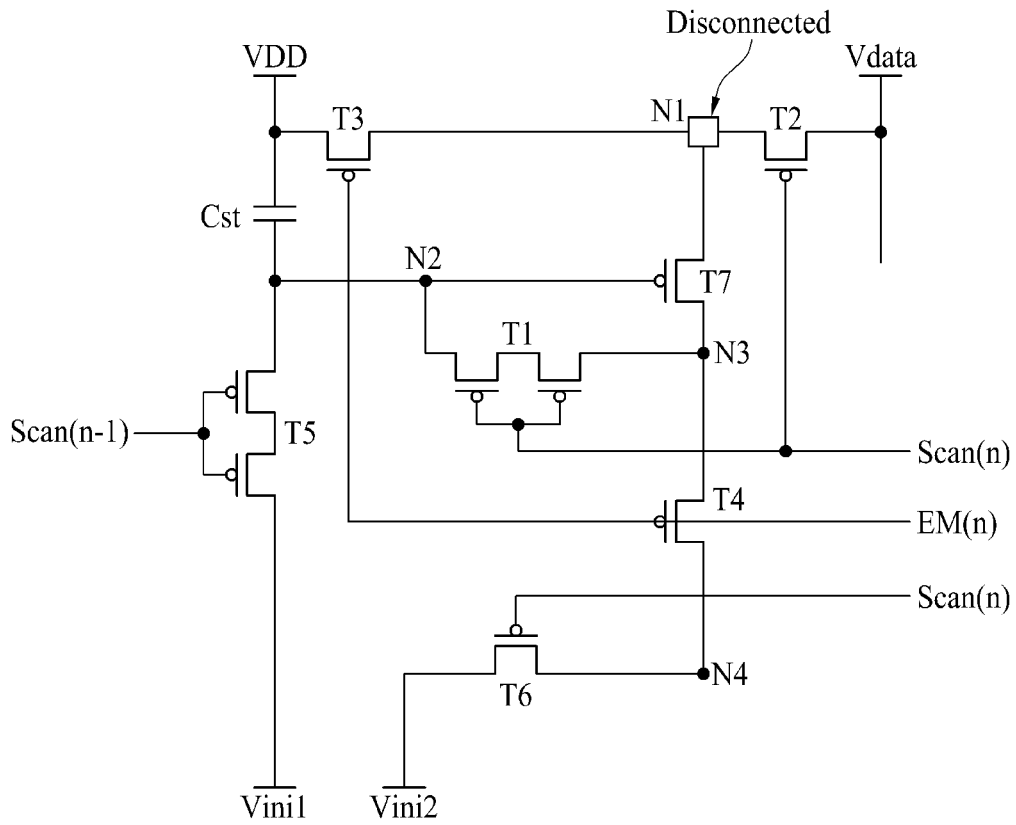 Disconnected
VDD
Vdata
T3
N1
T2
Cst
N2
T7
T1
N3
Scan(n-1)
T5
Scan(n)
T4
EM(n)
Scan(n)
T6
N4
Vini1
Vini2